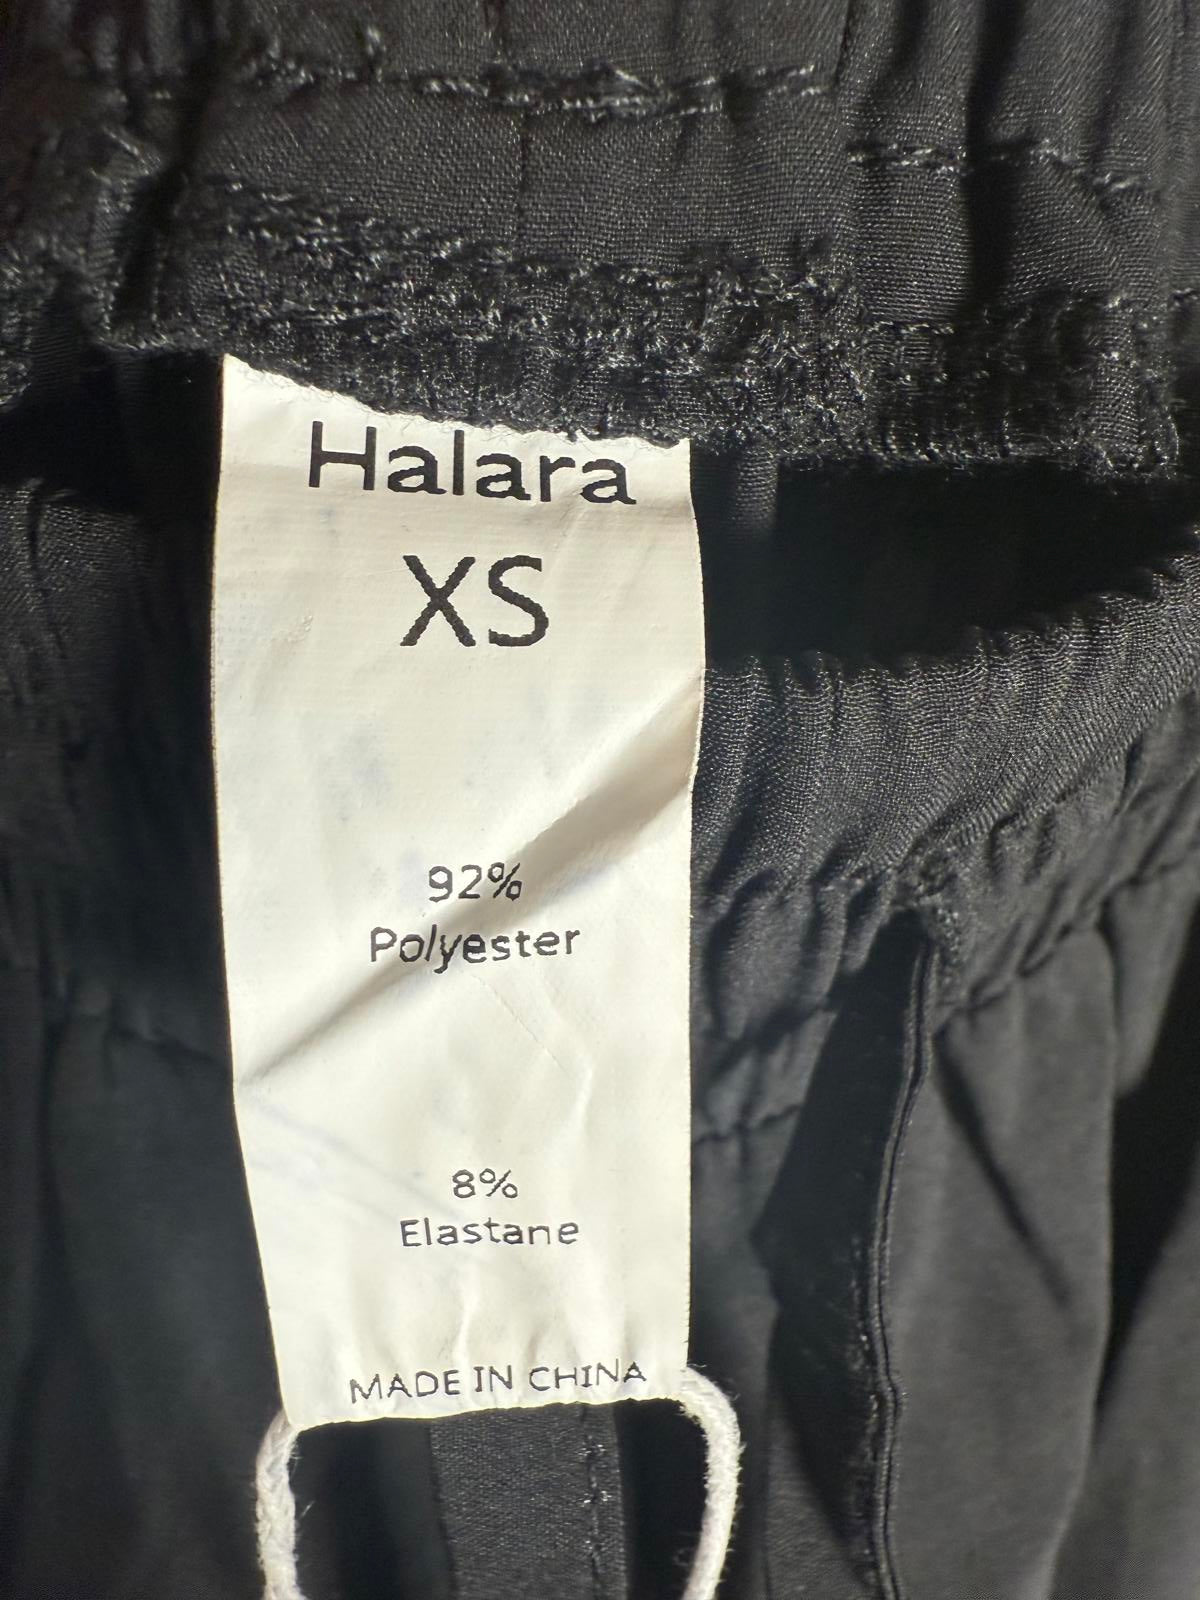 Halara
XS
92%
Polyester
8%
Elastane
MADE IN CHINA